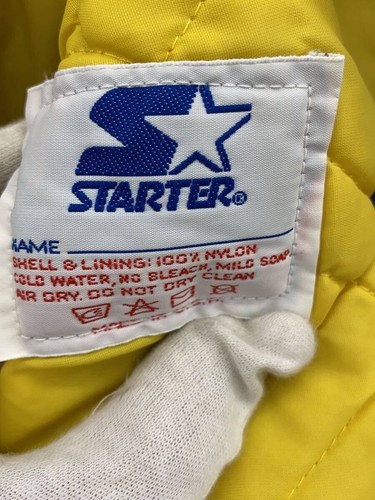 STARTER®
NAME
SHELL & LINING: 100% NYLON
COLD WATER, NO BLEACH, MILD SOAP
AIR DRY. DO NOT DRY CLEAN